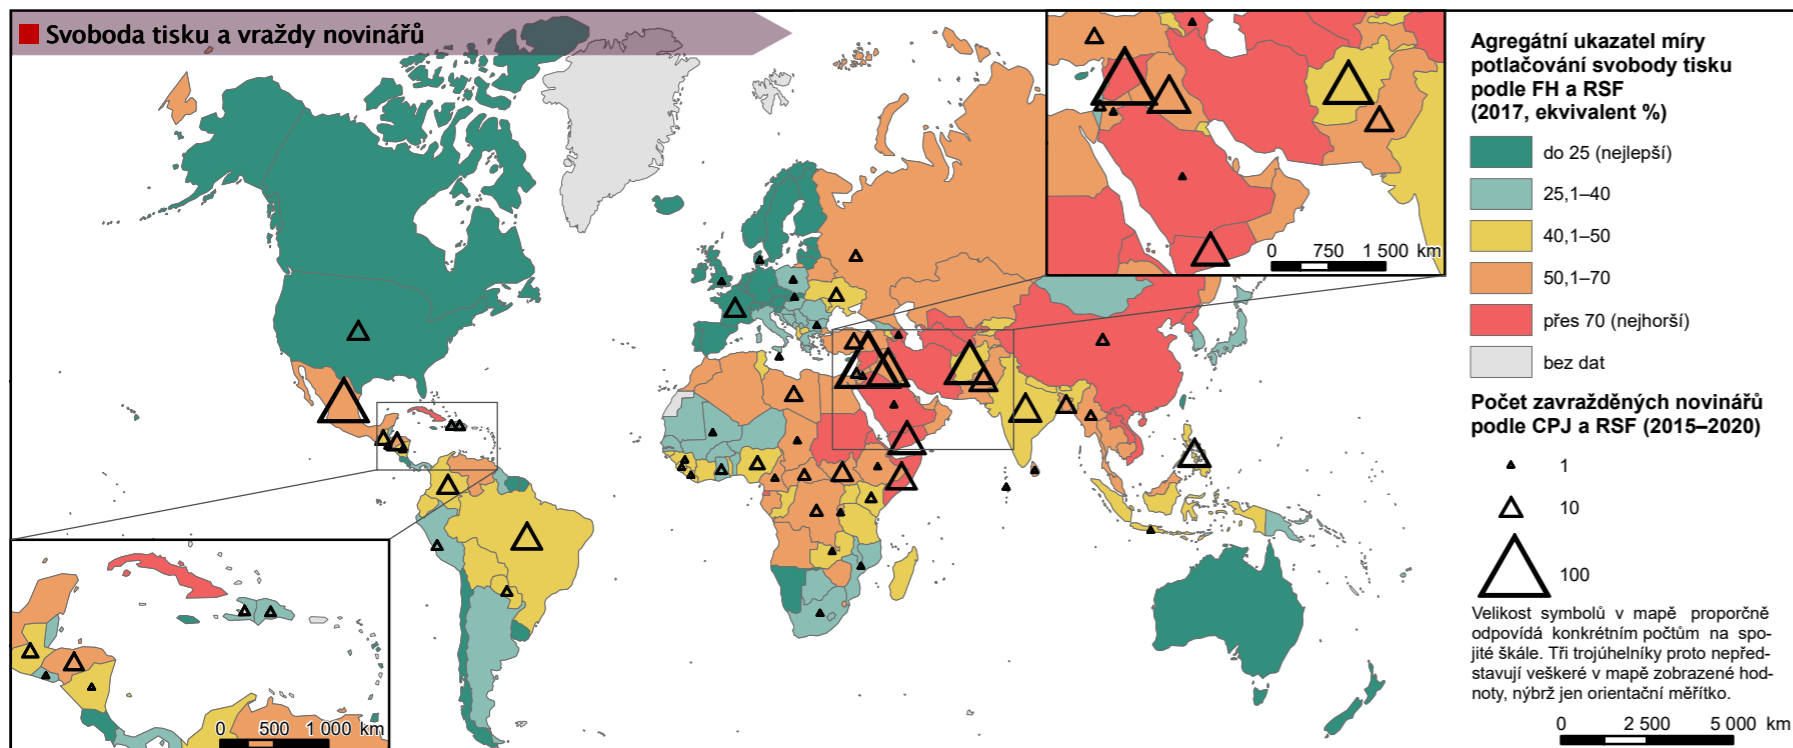 Svoboda tisku a vraždy novinářů
0 750 1 500 km
0 500 1 000 km
Agregátní ukazatel míry
potlačování svobody tisku
podle FH a RSF
(2017, ekvivalent %)
do 25 (nejlepší)
25,1–40
40,1–50
50,1–70
přes 70 (nejhorší)
bez dat
Počet zavražděných novinářů
podle CPJ a RSF (2015–2020)
1
10
100
Velikost symbolů v mapě proporčně
odpovídá konkrétním počtům na spo-
jité škále. Tři trojúhelníky proto nepřed-
stavují veškeré v mapě zobrazené hod-
noty, nýbrž jen orientační měřítko.
0 2 500 5 000 km